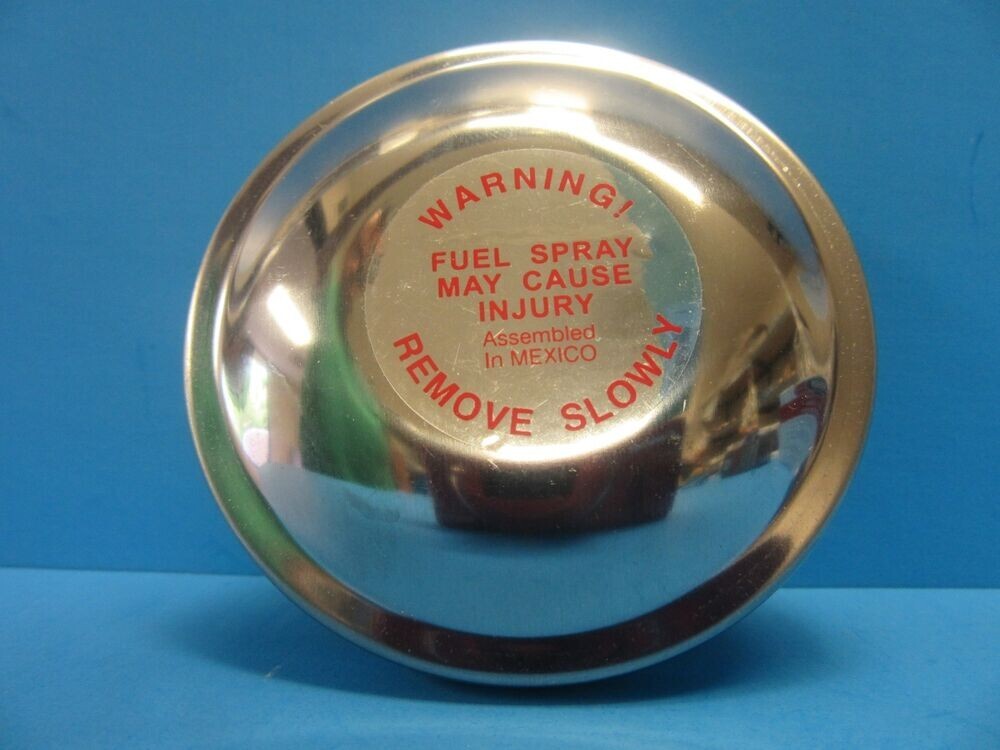 WARNING!
FUEL SPRAY
MAY CAUSE
INJURY
Assembled
In MEXICO
REMOVE SLOWLY